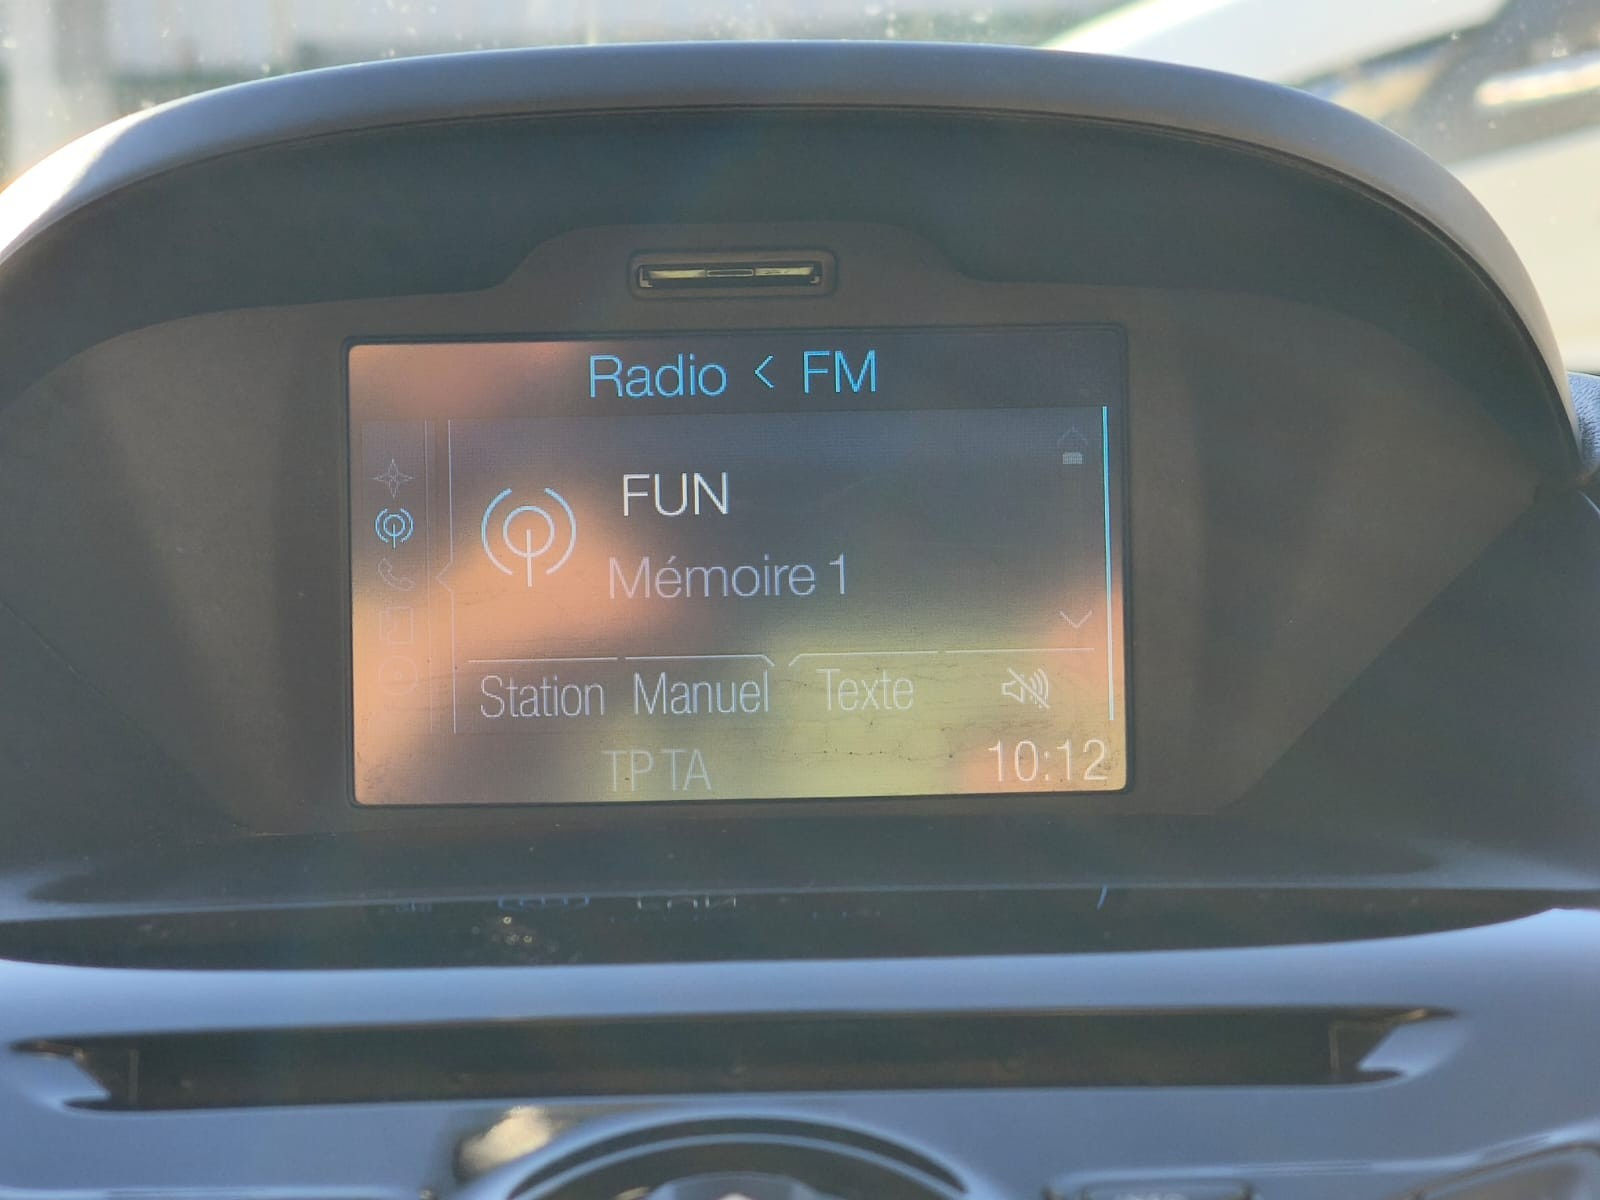 Radio < FM
FUN
Mémoire 1
Station Manuel Texte
TP TA 10:12